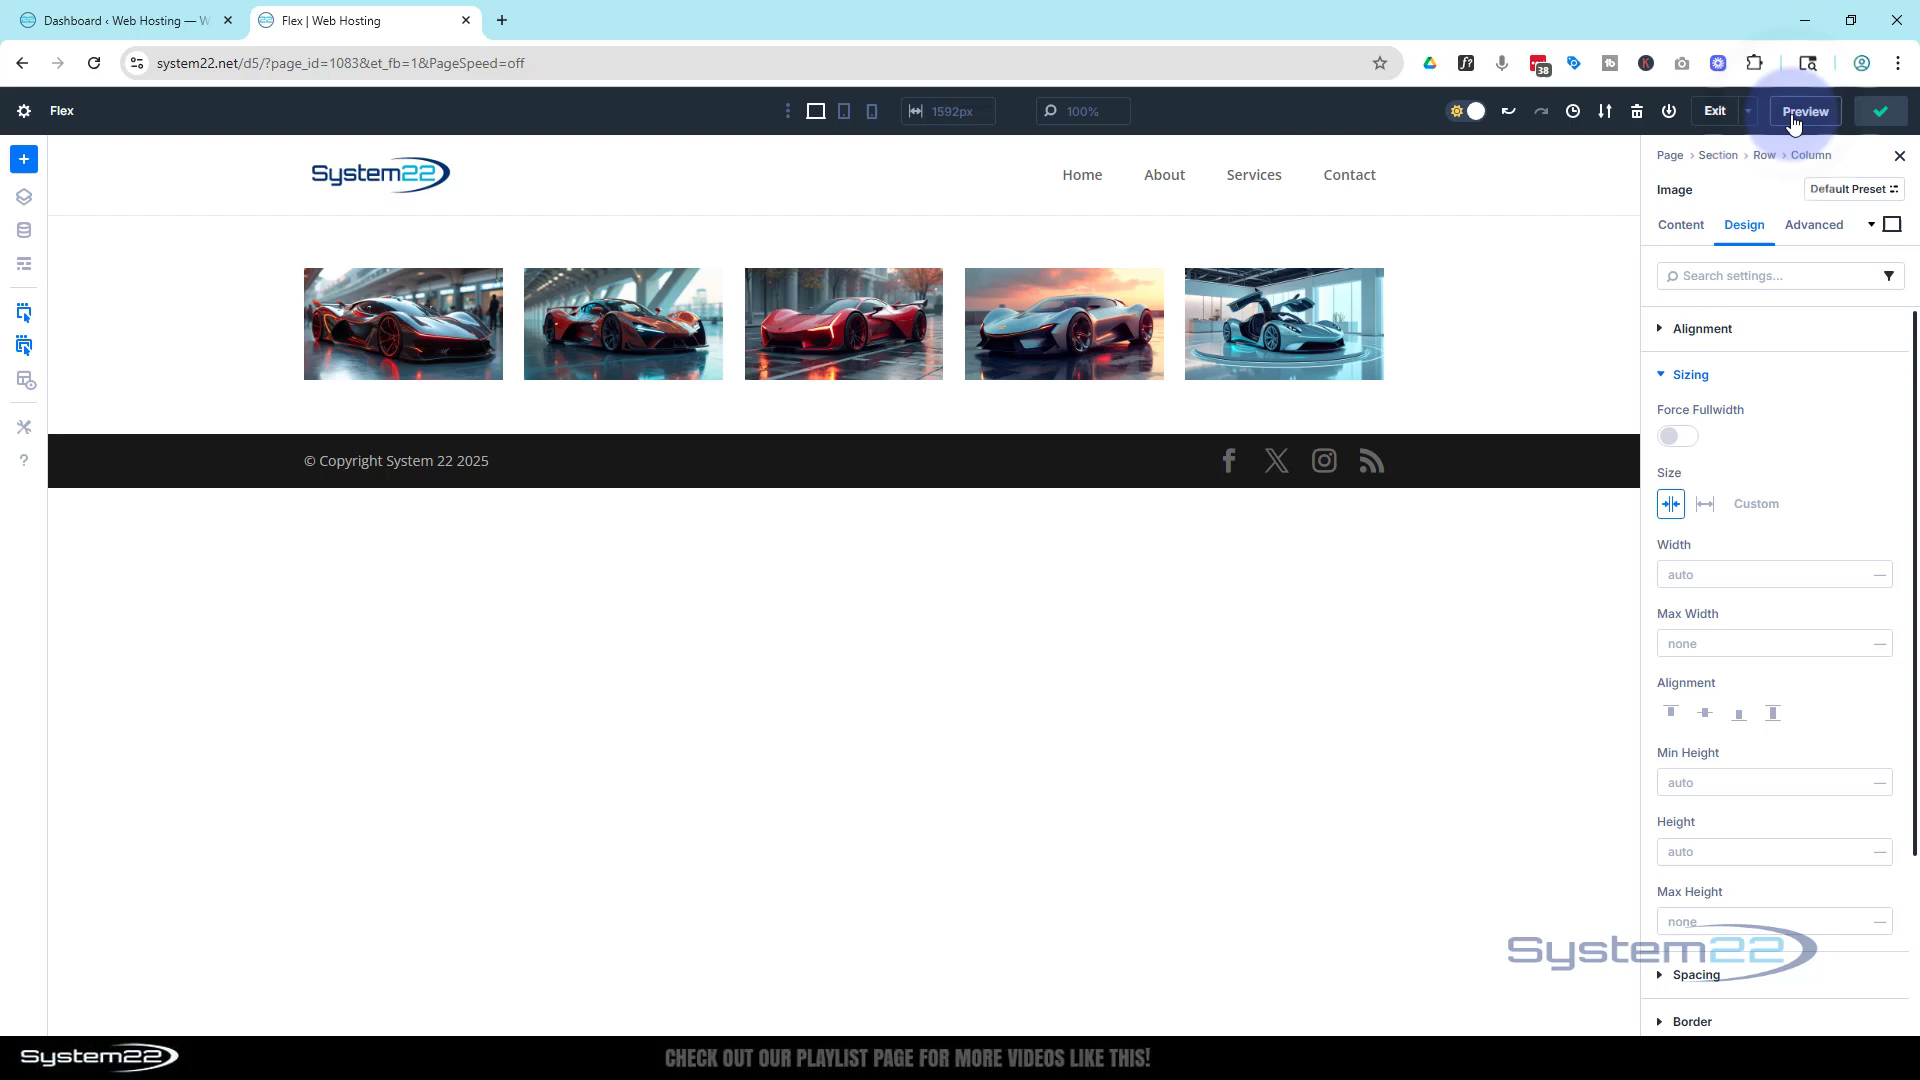 Dashboard ‹ Web Hosting — W
Flex | Web Hosting
system22.net/d5/?page_id=1083&et_fb=1&PageSpeed=off
38
Flex
1592px
100%
Exit
Preview
System22
Home
About
Services
Contact
Page › Section › Row › Column
Image
Default Preset
Content
Design
Advanced
Search settings...
Alignment
Sizing
Force Fullwidth
Size
Custom
Width
auto
Max Width
none
Alignment
Min Height
auto
Height
auto
Max Height
none
Spacing
Border
© Copyright System 22 2025
System22
System22
CHECK OUT OUR PLAYLIST PAGE FOR MORE VIDEOS LIKE THIS!